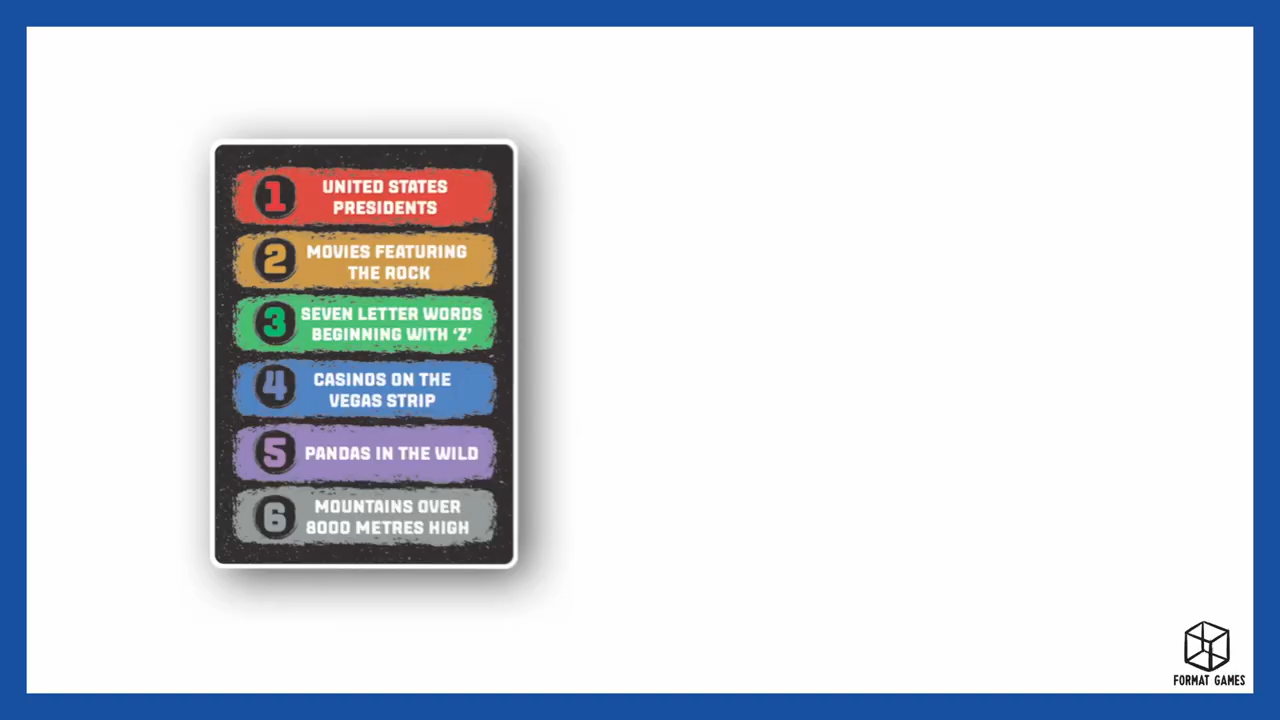 1
UNITED STATES
PRESIDENTS
2
MOVIES FEATURING
THE ROCK
3
SEVEN LETTER WORDS
BEGINNING WITH ‘Z’
4
CASINOS ON THE
VEGAS STRIP
5
PANDAS IN THE WILD
6
MOUNTAINS OVER
8000 METRES HIGH
FORMAT GAMES